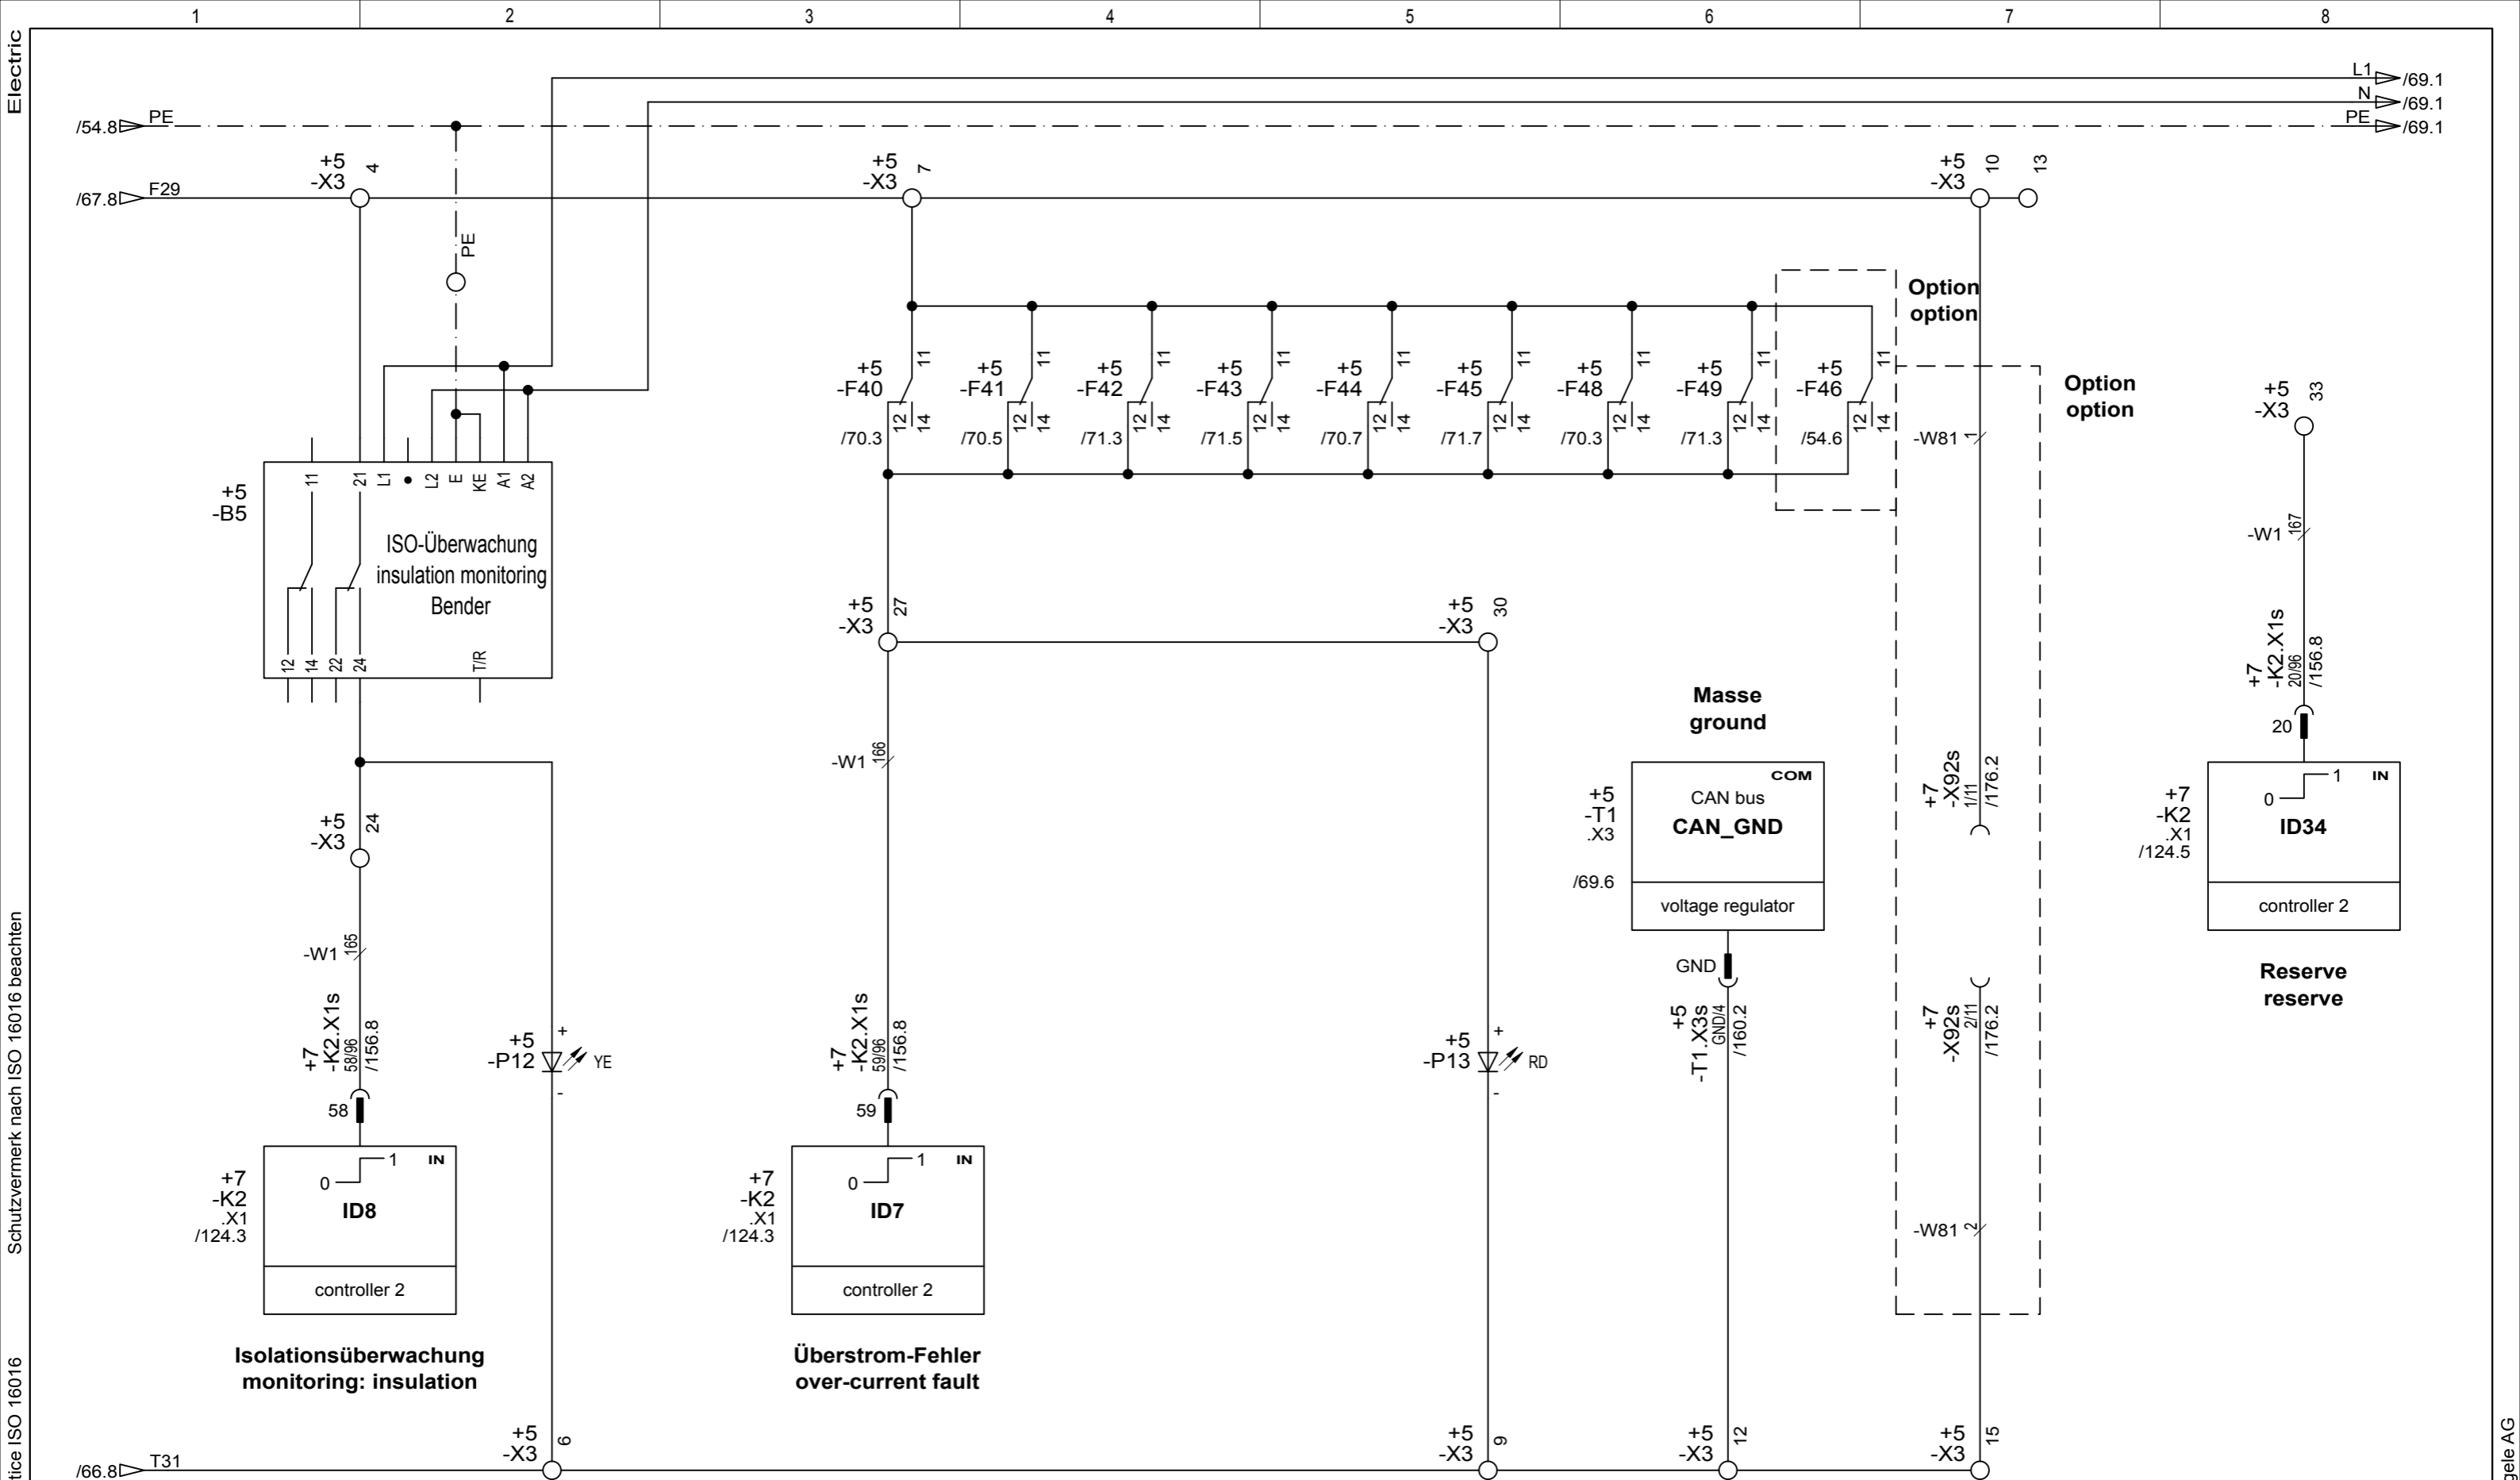 1
2
3
4
5
6
7
8
Electric
L1
/69.1
N
/69.1
/54.8
PE
PE
/69.1
+5
-X3
4
+5
-X3
7
+5
-X3
10
13
/67.8
F29
PE
Option
option
+5
-F40
11
12
14
/70.3
+5
-F41
11
12
14
/70.5
+5
-F42
11
12
14
/71.3
+5
-F43
11
12
14
/71.5
+5
-F44
11
12
14
/70.7
+5
-F45
11
12
14
/71.7
+5
-F48
11
12
14
/70.3
+5
-F49
11
12
14
/71.3
+5
-F46
11
12
14
/54.6
Option
option
-W81
1
+5
-X3
33
+5
-B5
11
21
L1
L2
E
KE
A1
A2
ISO-Überwachung
insulation monitoring
Bender
12
14
22
24
T/R
-W1
167
+5
-X3
27
+5
-X3
30
+7
-K2.X1s
20/96
/156.8
20
Masse
ground
-W1
166
COM
CAN bus
CAN_GND
+5
-T1
.X3
/69.6
voltage regulator
+7
-X92s
1/11
/176.2
1
IN
0
ID34
+7
-K2
.X1
/124.5
controller 2
Reserve
reserve
+5
-X3
24
-W1
165
+7
-K2.X1s
58/96
/156.8
58
+5
-P12
+
-
YE
+7
-K2.X1s
59/96
/156.8
59
+5
-P13
+
-
RD
GND
+5
-T1.X3s
GND/4
/160.2
+7
-X92s
2/11
/176.2
-W81
2
1
IN
0
ID8
+7
-K2
.X1
/124.3
controller 2
Isolationsüberwachung
monitoring: insulation
1
IN
0
ID7
+7
-K2
.X1
/124.3
controller 2
Überstrom-Fehler
over-current fault
+5
-X3
6
+5
-X3
9
+5
-X3
12
+5
-X3
15
/66.8
T31
Schutzvermerk nach ISO 16016 beachten
tice ISO 16016
gele AG